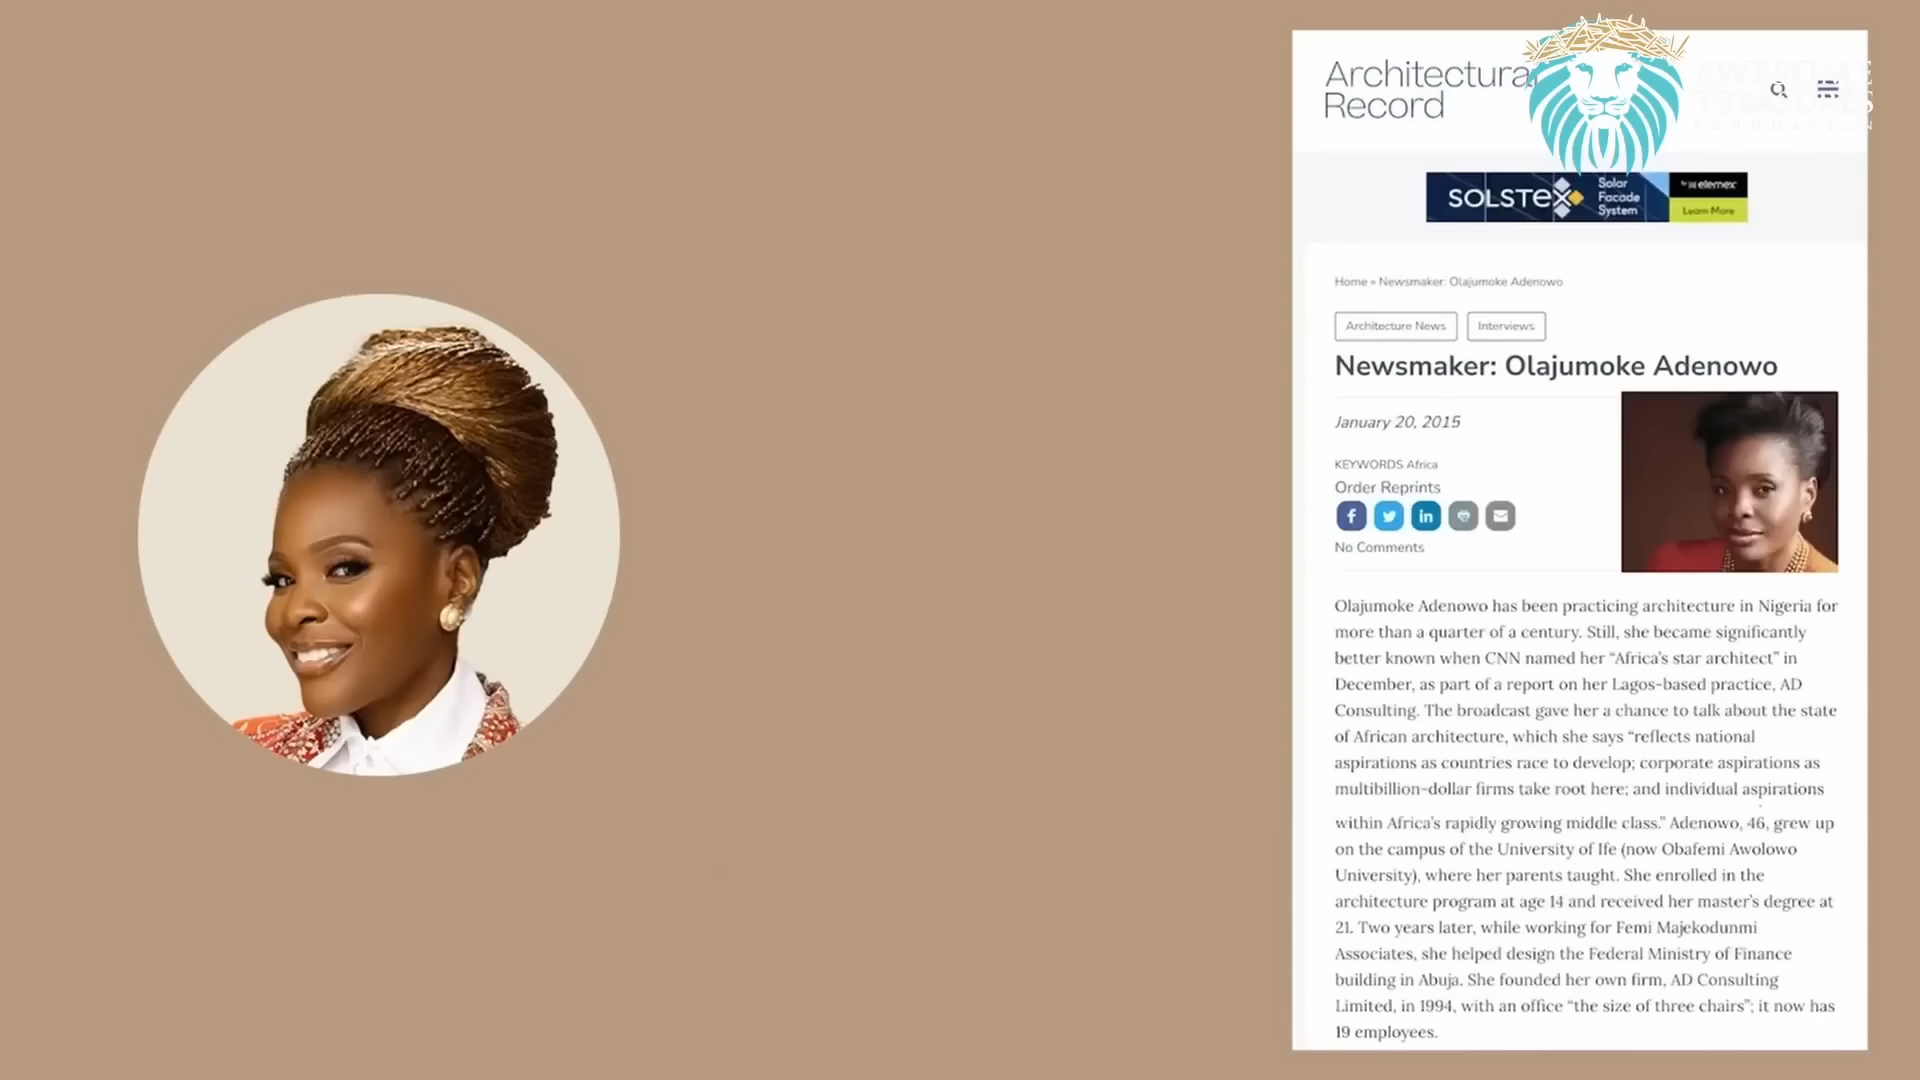 Architectural
Record
SOLSTEX
Solar
Facade
System
by elemex
Learn More
Home » Newsmaker: Olajumoke Adenowo
Architecture News
Interviews
Newsmaker: Olajumoke Adenowo
January 20, 2015
KEYWORDS Africa
Order Reprints
No Comments
Olajumoke Adenowo has been practicing architecture in Nigeria for
more than a quarter of a century. Still, she became significantly
better known when CNN named her “Africa’s star architect” in
December, as part of a report on her Lagos-based practice, AD
Consulting. The broadcast gave her a chance to talk about the state
of African architecture, which she says “reflects national
aspirations as countries race to develop; corporate aspirations as
multibillion-dollar firms take root here; and individual aspirations
within Africa’s rapidly growing middle class.” Adenowo, 46, grew up
on the campus of the University of Ife (now Obafemi Awolowo
University), where her parents taught. She enrolled in the
architecture program at age 14 and received her master’s degree at
21. Two years later, while working for Femi Majekodunmi
Associates, she helped design the Federal Ministry of Finance
building in Abuja. She founded her own firm, AD Consulting
Limited, in 1994, with an office “the size of three chairs”; it now has
19 employees.